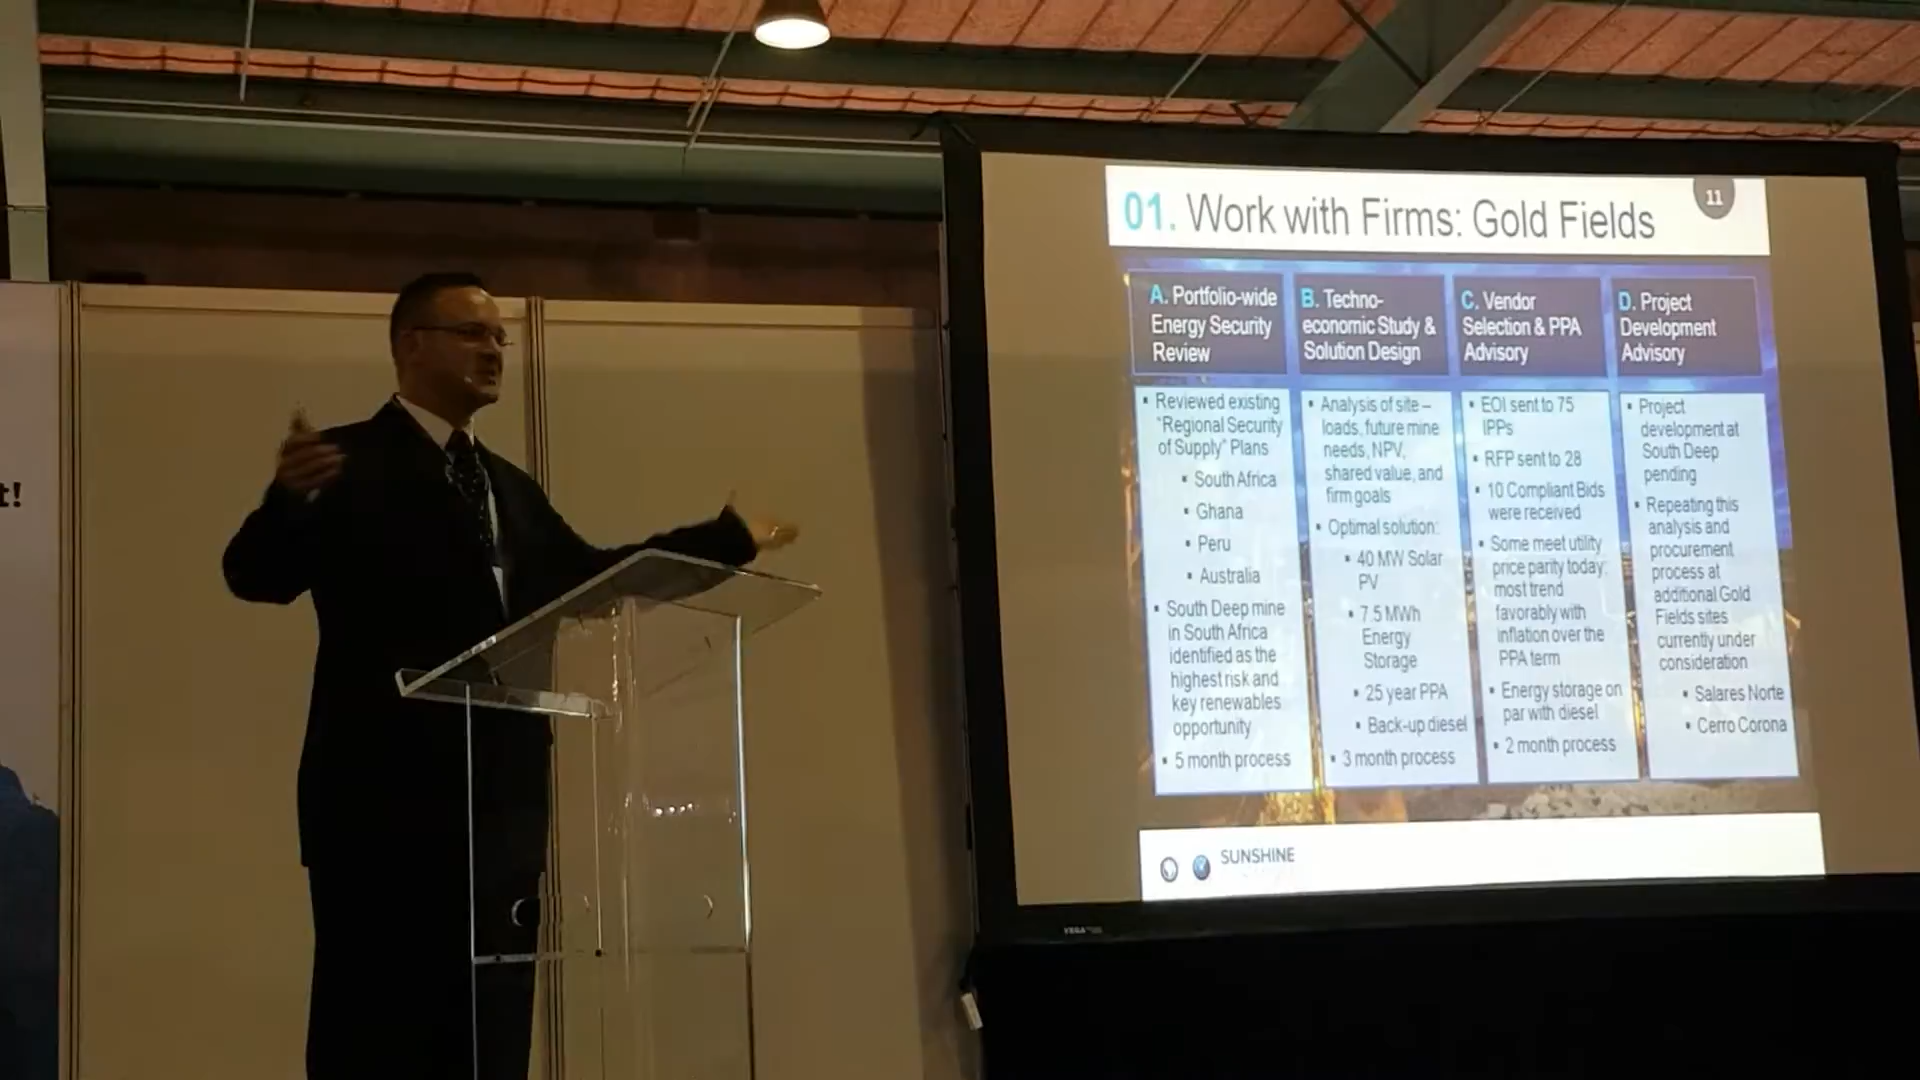 t!
01. Work with Firms: Gold Fields
11
A. Portfolio-wide
Energy Security
Review
▪ Reviewed existing
"Regional Security
of Supply" Plans
▪ South Africa
▪ Ghana
▪ Peru
▪ Australia
▪ South Deep mine
in South Africa
identified as the
highest risk and
key renewables
opportunity
▪ 5 month process
B. Techno-
economic Study &
Solution Design
▪ Analysis of site –
loads, future mine
needs, NPV,
shared value, and
firm goals
▪ Optimal solution:
▪ 40 MW Solar
PV
▪ 7.5 MWh
Energy
Storage
▪ 25 year PPA
▪ Back-up diesel
▪ 3 month process
C. Vendor
Selection & PPA
Advisory
▪ EOI sent to 75
IPPs
▪ RFP sent to 28
▪ 10 Compliant Bids
were received
▪ Some meet utility
price parity today;
most trend
favorably with
inflation over the
PPA term
▪ Energy storage on
par with diesel
▪ 2 month process
D. Project
Development
Advisory
▪ Project
development at
South Deep
pending
▪ Repeating this
analysis and
procurement
process at
additional Gold
Fields sites
currently under
consideration
▪ Salares Norte
▪ Cerro Corona
SUNSHINE